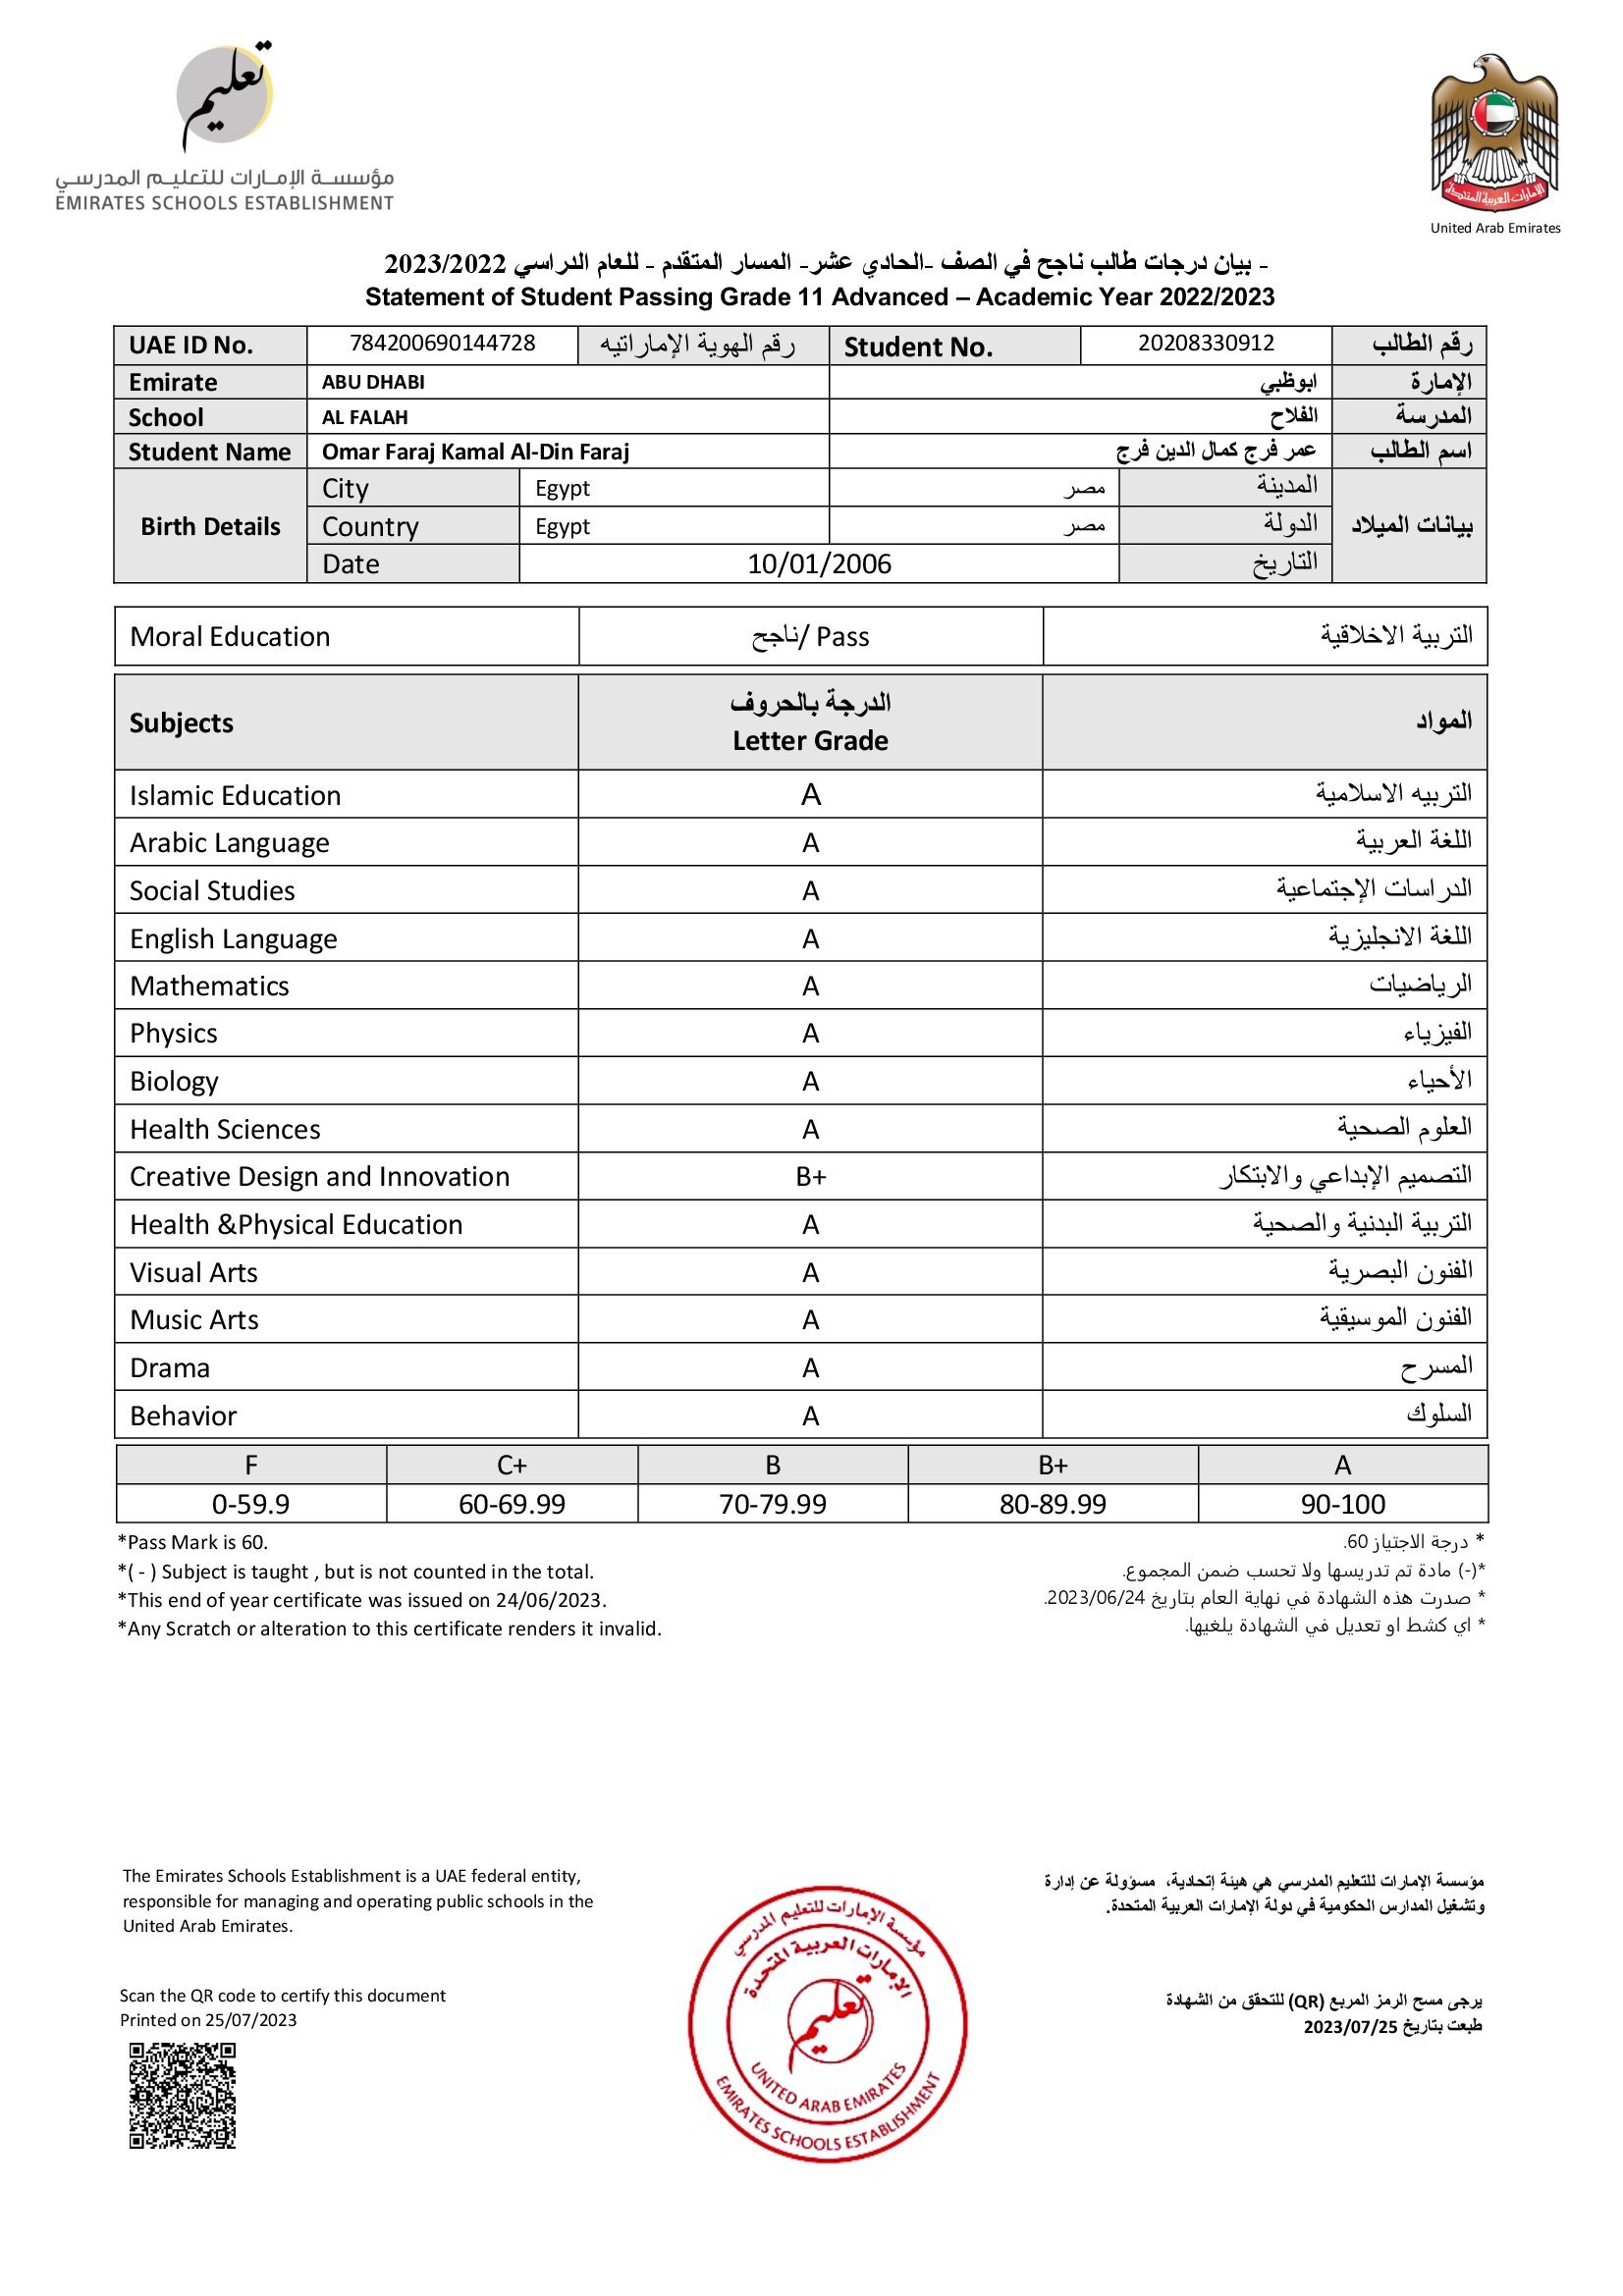 تعليم
مؤسسة الإمارات للتعليم المدرسي
EMIRATES SCHOOLS ESTABLISHMENT
الإمارات العربية المتحدة
United Arab Emirates
- بيان درجات طالب ناجح في الصف -الحادي عشر- المسار المتقدم - للعام الدراسي 2023/2022
Statement of Student Passing Grade 11 Advanced – Academic Year 2022/2023
UAE ID No. 784200690144728 رقم الهوية الإماراتيه Student No. 20208330912 رقم الطالب
Emirate ABU DHABI ابوظبي الإمارة
School AL FALAH الفلاح المدرسة
Student Name Omar Faraj Kamal Al-Din Faraj عمر فرج كمال الدين فرج اسم الطالب
Birth Details City Egypt مصر المدينة بيانات الميلاد
Country Egypt مصر الدولة
Date 10/01/2006 التاريخ
Moral Education ناجح/ Pass التربية الاخلاقية
Subjects الدرجة بالحروف المواد
Letter Grade
Islamic Education A التربيه الاسلامية
Arabic Language A اللغة العربية
Social Studies A الدراسات الإجتماعية
English Language A اللغة الانجليزية
Mathematics A الرياضيات
Physics A الفيزياء
Biology A الأحياء
Health Sciences A العلوم الصحية
Creative Design and Innovation B+ التصميم الإبداعي والابتكار
Health &Physical Education A التربية البدنية والصحية
Visual Arts A الفنون البصرية
Music Arts A الفنون الموسيقية
Drama A المسرح
Behavior A السلوك
F C+ B B+ A
0-59.9 60-69.99 70-79.99 80-89.99 90-100
*Pass Mark is 60. * درجة الاجتياز 60.
*( - ) Subject is taught , but is not counted in the total. *(-) مادة تم تدريسها ولا تحسب ضمن المجموع.
*This end of year certificate was issued on 24/06/2023. * صدرت هذه الشهادة في نهاية العام بتاريخ 2023/06/24.
*Any Scratch or alteration to this certificate renders it invalid. * اي كشط او تعديل في الشهادة يلغيها.
The Emirates Schools Establishment is a UAE federal entity,
responsible for managing and operating public schools in the
United Arab Emirates.
مؤسسة الإمارات للتعليم المدرسي هي هيئة إتحادية، مسؤولة عن إدارة
وتشغيل المدارس الحكومية في دولة الإمارات العربية المتحدة.
Scan the QR code to certify this document
Printed on 25/07/2023
يرجى مسح الرمز المربع (QR) للتحقق من الشهادة
طبعت بتاريخ 2023/07/25
مؤسسة الإمارات للتعليم المدرسي
الإمارات العربية المتحدة
تعليم
UNITED ARAB EMIRATES
EMIRATES SCHOOLS ESTABLISHMENT